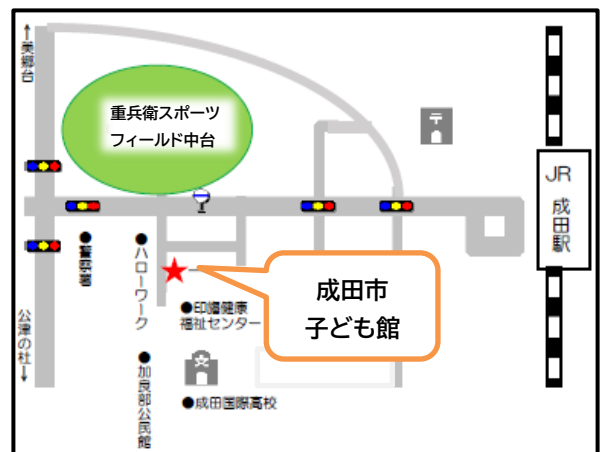 ←美郷台
重兵衛スポーツ
フィールド中台
〒
JR
成田駅
●ハローワーク
成田市
子ども館
●印旛健康
福祉センター
公津の杜→
文
●加良部公民館
●成田国際高校